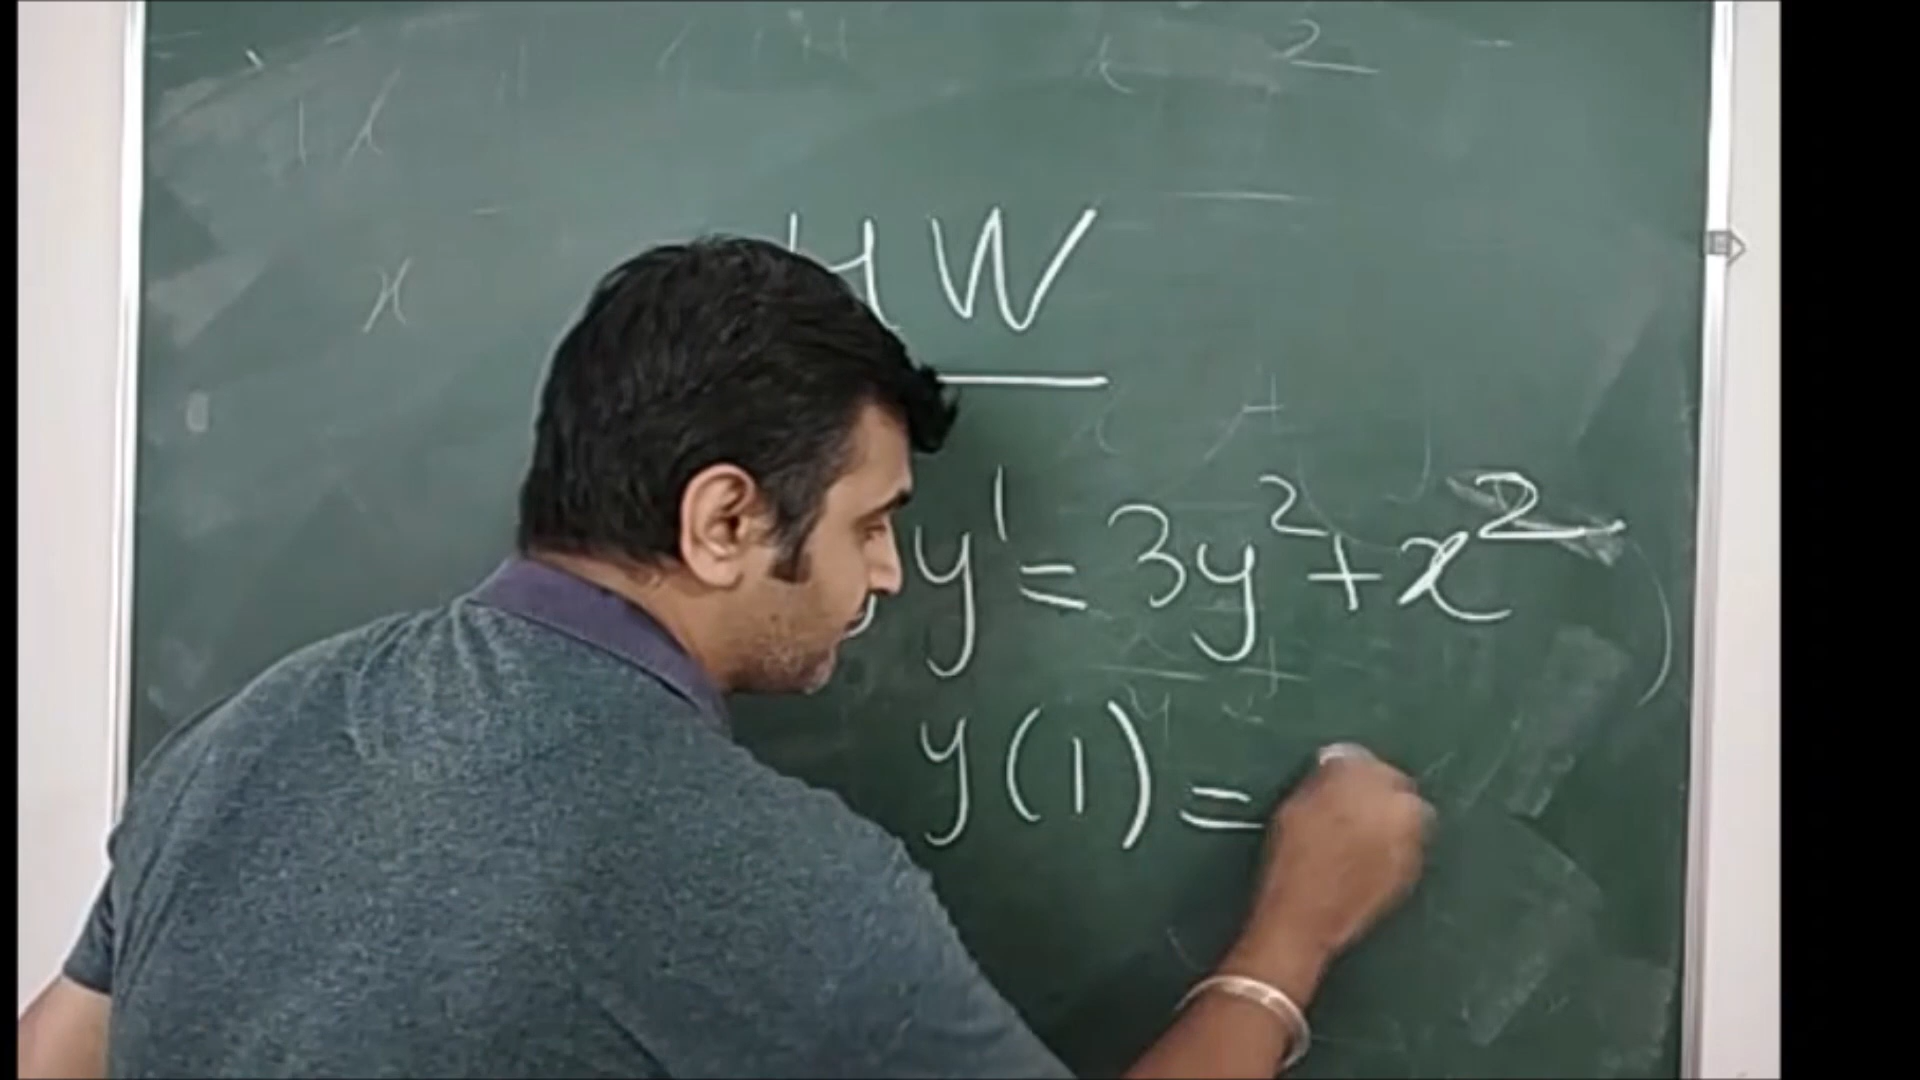 HW
y' = 3y² + x²
y(1) =